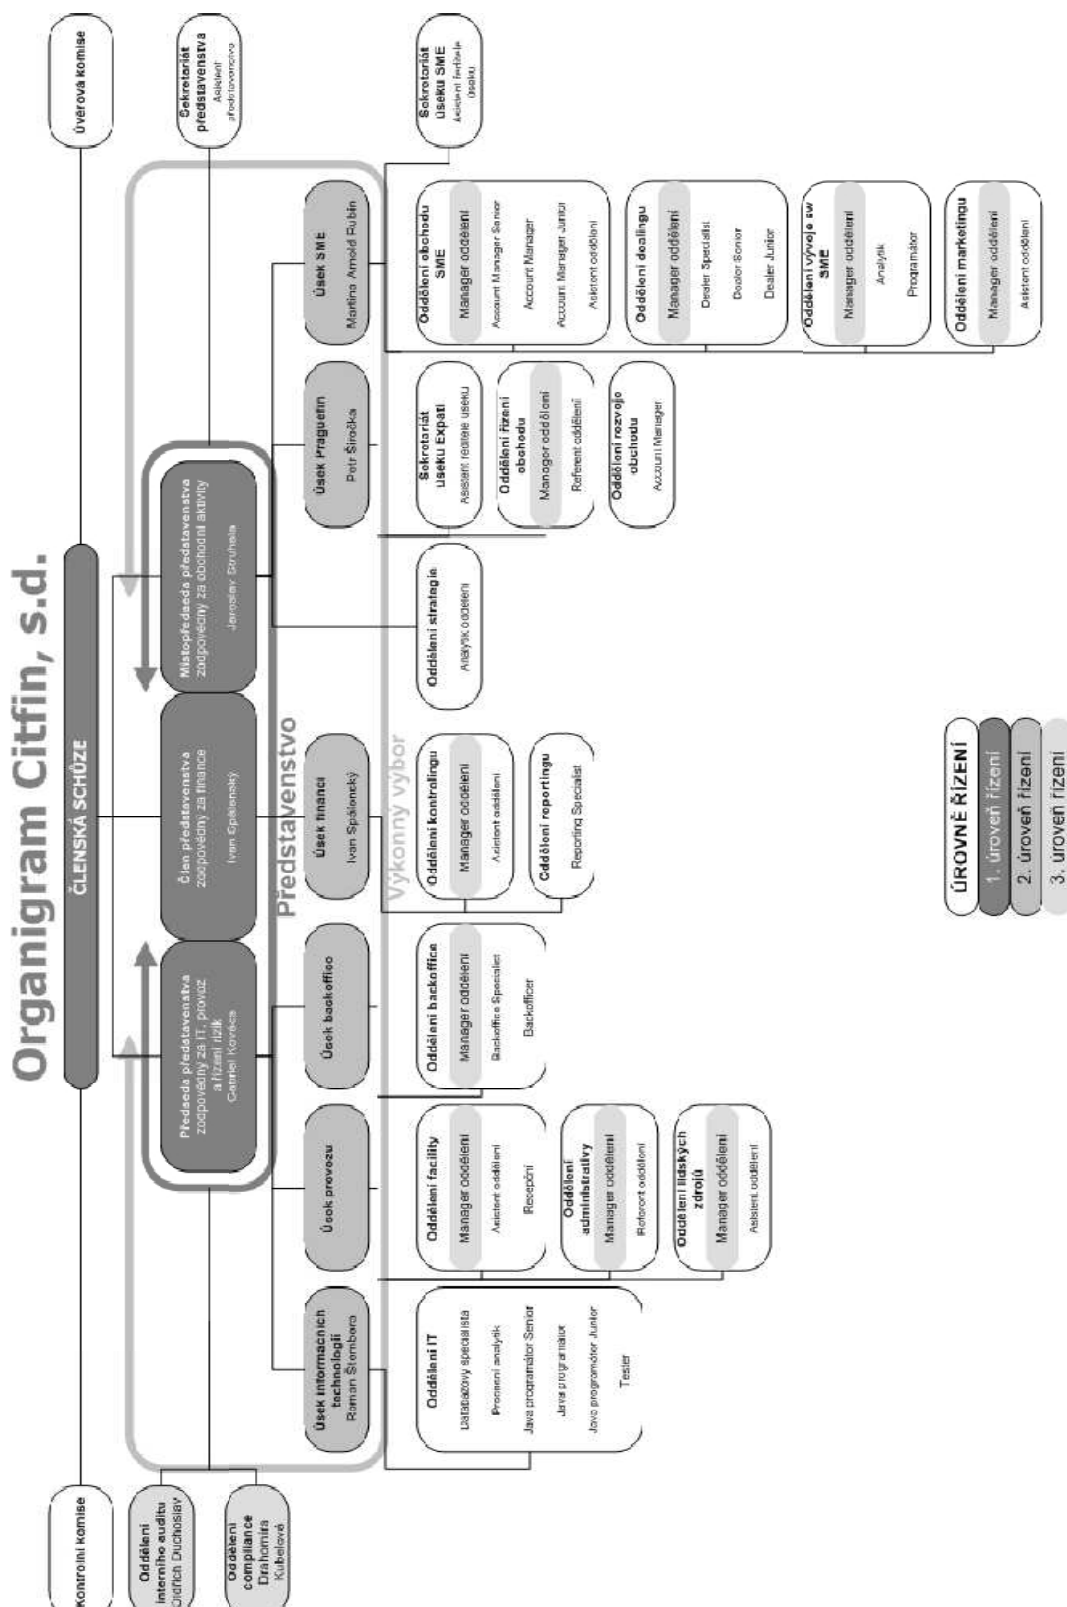 Organigram Citfin, s.d.
Kontrolní komise
ČLENSKÁ SCHŮZE
Úvěrová komise
Oddělení
interního auditu
Oldřich Duchoslav
Oddělení
compliance
Drahomíra
Kubelová
Předseda představenstva
zodpovědný za IT, provoz
a řízení rizik
Gabriel Kovács
Člen představenstva
zodpovědný za finance
Ivan Spálenský
Místopředseda představenstva
zodpovědný za obchodní aktivity
Jaroslav Struhala
Sekretariát
představenstva
Asistent
představenstva
Představenstvo
Úsek informačních
technologií
Roman Šternbera
Úsek provozu
Úsek backoffice
Úsek financí
Ivan Spálenský
Úsek Praguefin
Petr Širočka
Úsek SME
Martina Arnold Rubín
Výkonný výbor
Oddělení IT
Databázový specialista
Procesní analytik
Java programátor Senior
Java programátor
Java programátor Junior
Tester
Oddělení facility
Manager oddělení
Asistent oddělení
Recepční
Oddělení
administrativy
Manager oddělení
Referent oddělení
Oddělení lidských
zdrojů
Manager oddělení
Asistent oddělení
Oddělení backoffice
Manager oddělení
Backoffice Specialist
Backofficer
Oddělení kontrolingu
Manager oddělení
Asistent oddělení
Oddělení reportingu
Reporting Specialist
Oddělení strategie
Analytik oddělení
Sekretariát
úseku Expati
Asistent ředitele úseku
Oddělení řízení
obchodu
Manager oddělení
Referent oddělení
Oddělení rozvoje
obchodu
Account Manager
Oddělení obchodu
SME
Manager oddělení
Account Manager Senior
Account Manager
Account Manager Junior
Asistent oddělení
Oddělení dealingu
Manager oddělení
Dealer Specialist
Dealer Senior
Dealer Junior
Oddělení vývoje sw
SME
Manager oddělení
Analytik
Programátor
Oddělení marketingu
Manager oddělení
Asistent oddělení
Sekretariát
úseku SME
Asistent ředitele
úseku
ÚROVNĚ ŘÍZENÍ
1. úroveň řízení
2. úroveň řízení
3. úroveň řízení